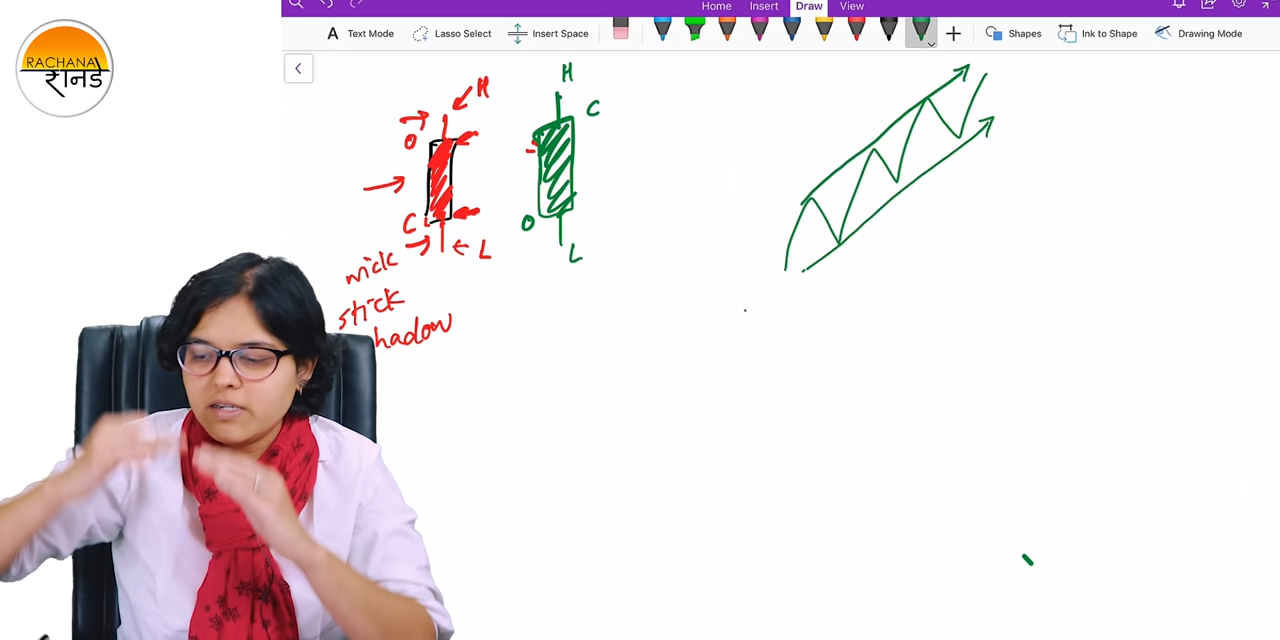 RACHANA
रानडे
Home Insert Draw View
Text Mode Lasso Select Insert Space Shapes Ink to Shape Drawing Mode
H H
O C
C O
L L
wick
stick
hadow